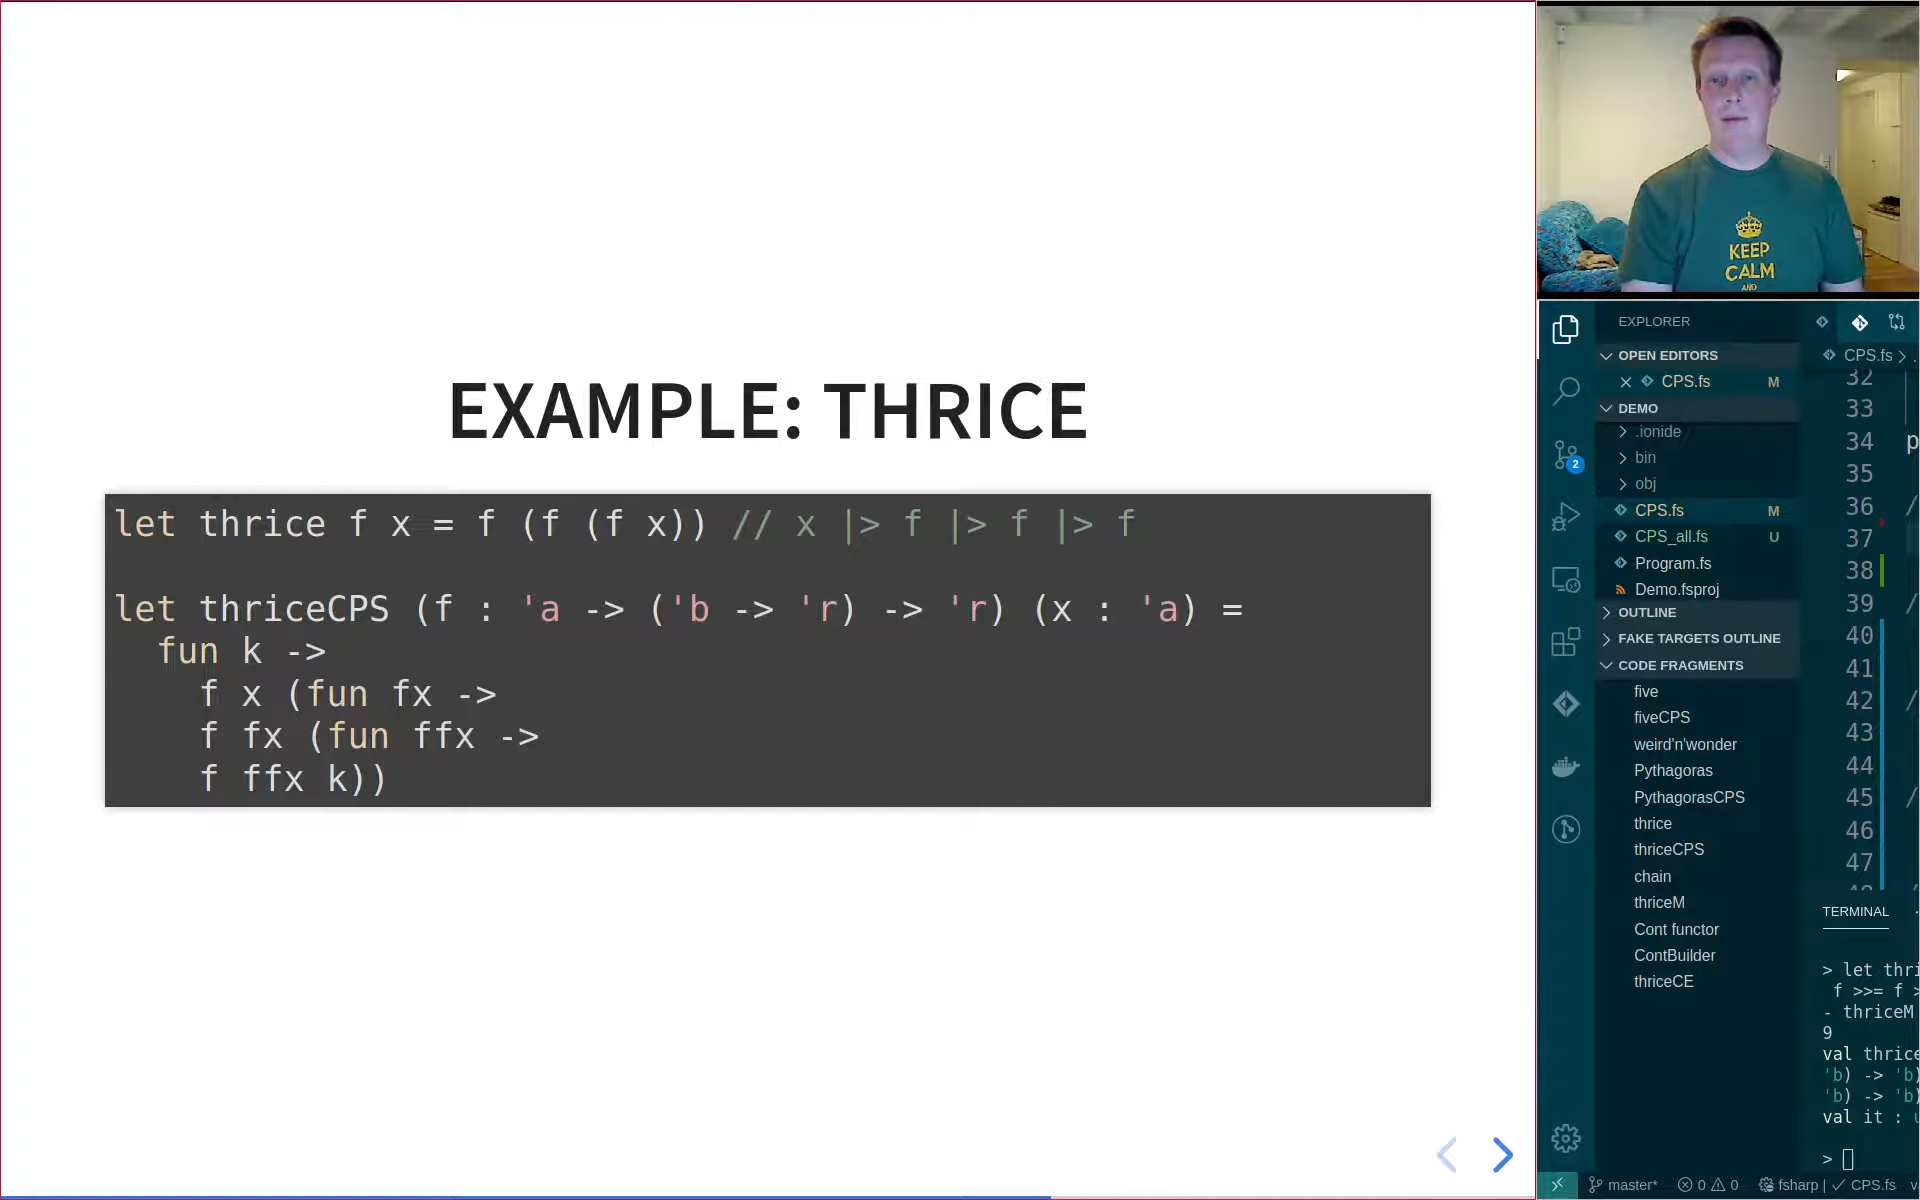 EXAMPLE: THRICE
let thrice f x = f (f (f x)) // x |> f |> f |> f
let thriceCPS (f : 'a -> ('b -> 'r) -> 'r) (x : 'a) =
fun k ->
f x (fun fx ->
f fx (fun ffx ->
f ffx k))
KEEP
CALM
AND
EXPLORER
OPEN EDITORS
CPS.fs M
DEMO
.ionide
bin
obj
CPS.fs M
CPS_all.fs U
Program.fs
Demo.fsproj
OUTLINE
FAKE TARGETS OUTLINE
CODE FRAGMENTS
five
fiveCPS
weird'n'wonder
Pythagoras
PythagorasCPS
thrice
thriceCPS
chain
thriceM
Cont functor
ContBuilder
thriceCE
2
CPS.fs > .
32
33
34 p
35
36 /
37
38
39 /
40
41
42 /
43
44
45 /
46
47
TERMINAL
> let thri
f >>= f >
- thriceM
9
val thrice
'b) -> 'b)
'b) -> 'b)
val it : u
>
master* 0 0 fsharp | ✓ CPS.fs v